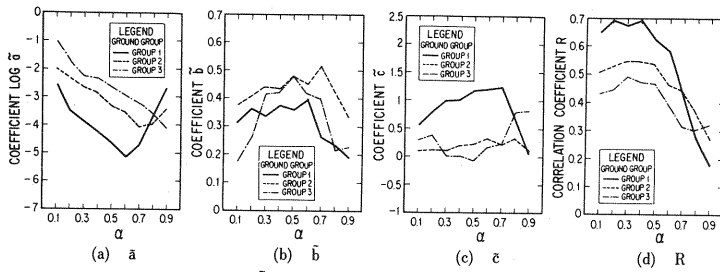 COEFFICIENT LOG ã
0
−1
−2
−3
−4
−5
−6
−7
LEGEND
GROUND GROUP
GROUP 1
GROUP 2
GROUP 3
0.1 0.3 0.5 0.7 0.9
α
(a) ã
COEFFICIENT b̃
0.7
0.6
0.5
0.4
0.3
0.2
0.1
0
LEGEND
GROUND GROUP
GROUP 1
GROUP 2
GROUP 3
0.1 0.3 0.5 0.7 0.9
α
(b) b̃
COEFFICIENT c̃
2.5
2
1.5
1
0.5
0
−0.5
−1
LEGEND
GROUND GROUP
GROUP 1
GROUP 2
GROUP 3
0.1 0.3 0.5 0.7 0.9
α
(c) c̃
CORRELATION COEFFICIENT R
0.7
0.6
0.5
0.4
0.3
0.2
0.1
0
LEGEND
GROUND GROUP
GROUP 1
GROUP 2
GROUP 3
0.1 0.3 0.5 0.7 0.9
α
(d) R